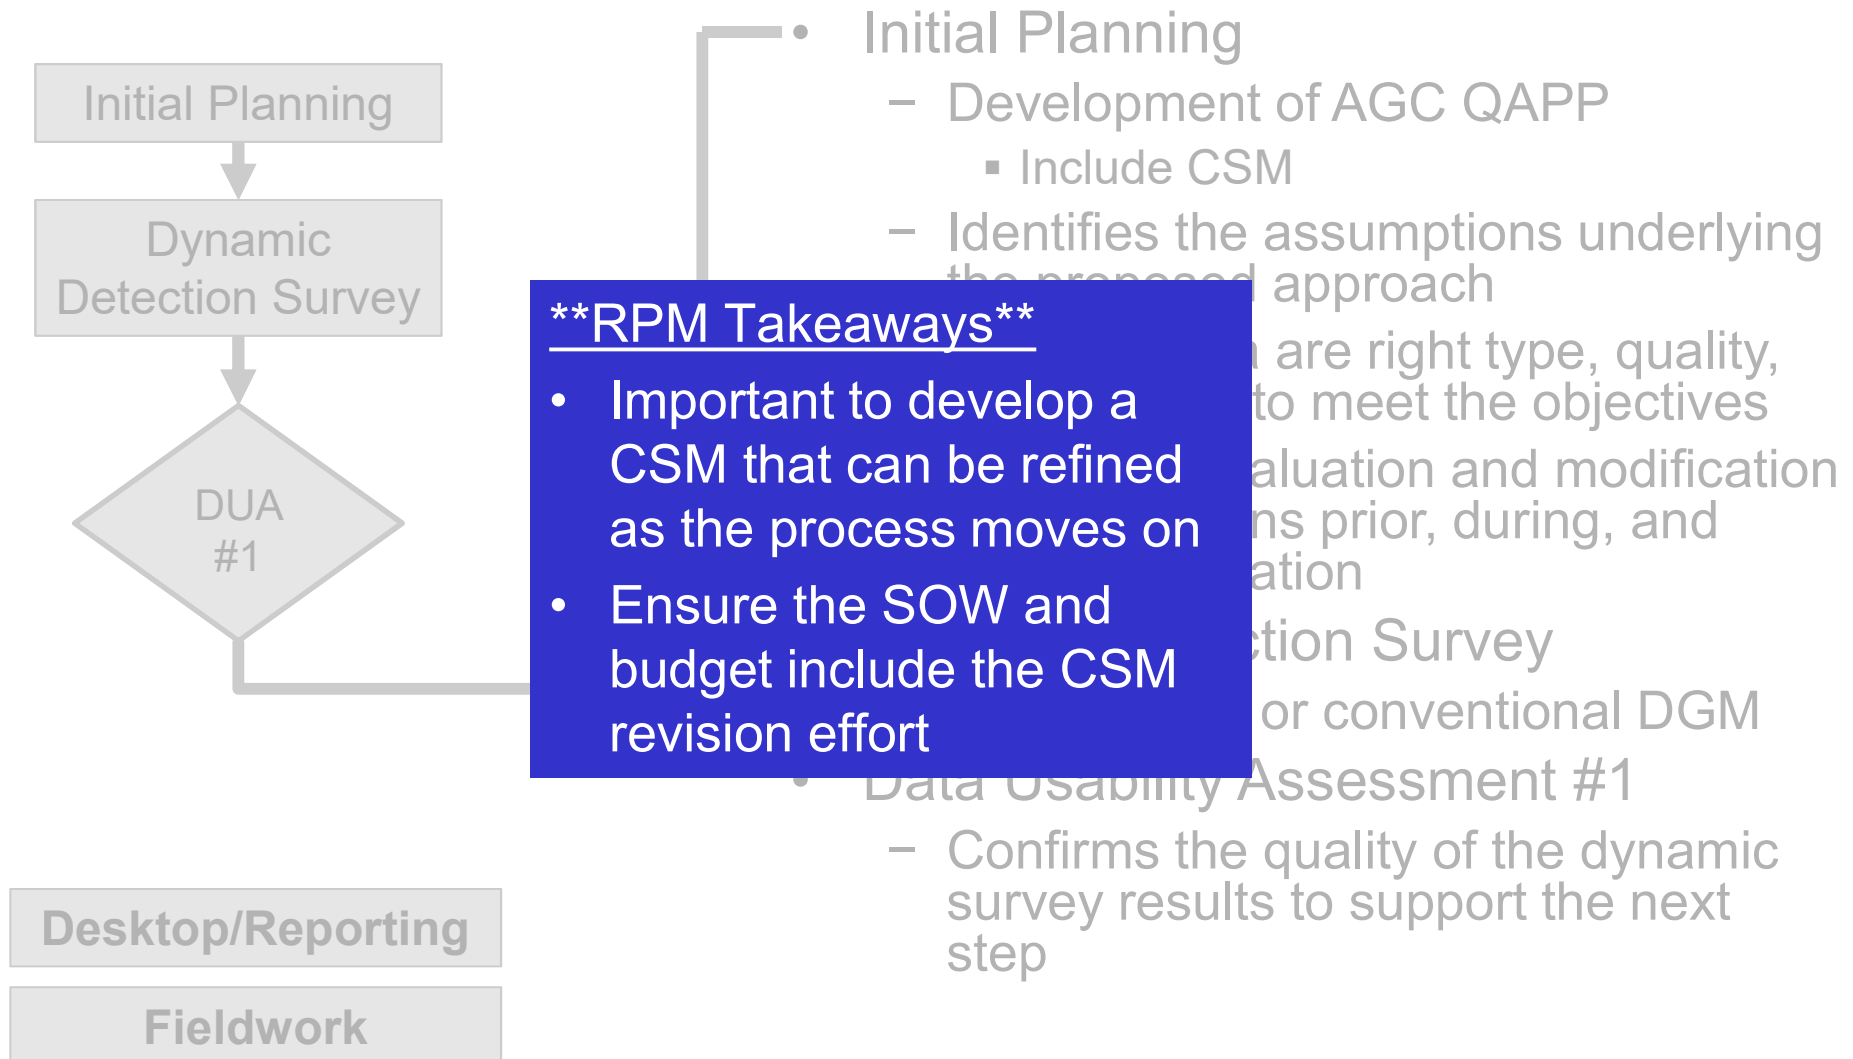 Initial Planning
Dynamic
Detection Survey
DUA
#1
Desktop/Reporting
Fieldwork
• Initial Planning
− Development of AGC QAPP
▪ Include CSM
− Identifies the assumptions underlying
the proposed approach
are right type, quality,
to meet the objectives
and modification
prior, during, and
• Survey
or conventional DGM
• Data Usability Assessment #1
− Confirms the quality of the dynamic
survey results to support the next
step
**RPM Takeaways**
• Important to develop a
CSM that can be refined
as the process moves on
• Ensure the SOW and
budget include the CSM
revision effort